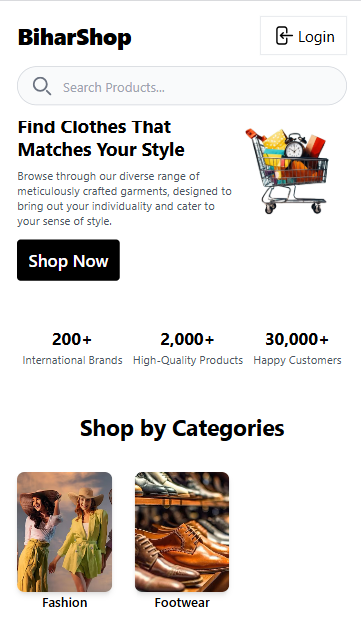 BiharShop
Login
Search Products...
Find Clothes That
Matches Your Style
Browse through our diverse range of
meticulously crafted garments, designed to
bring out your individuality and cater to
your sense of style.
Shop Now
200+
International Brands
2,000+
High-Quality Products
30,000+
Happy Customers
Shop by Categories
Fashion
Footwear